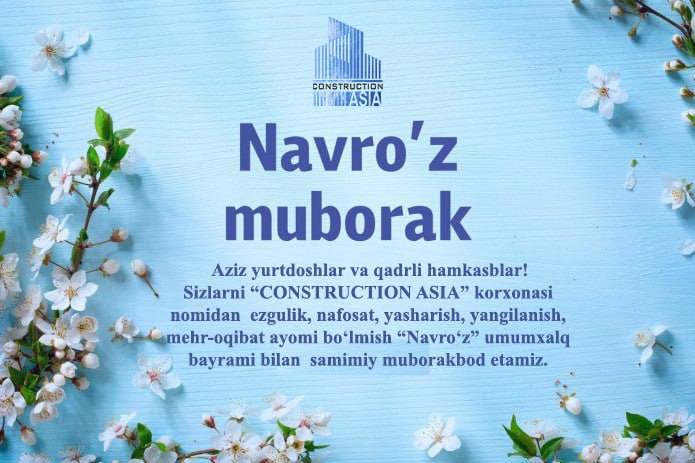 CONSTRUCTION
ASIA
Navro’z
muborak
Aziz yurtdoshlar va qadrli hamkasblar!
Sizlarni “CONSTRUCTION ASIA” korxonasi
nomidan ezgulik, nafosat, yasharish, yangilanish,
mehr-oqibat ayomi bo‘lmish “Navro‘z” umumxalq
bayrami bilan samimiy muborakbod etamiz.